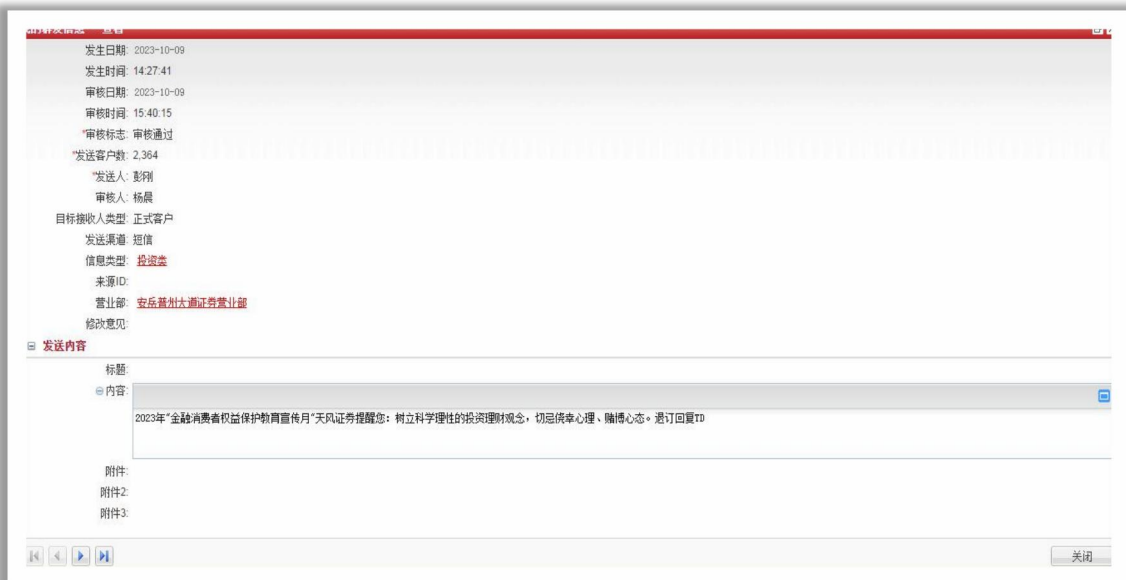 发生日期: 2023-10-09
发生时间: 14:27:41
审核日期: 2023-10-09
审核时间: 15:40:15
*审核标志: 审核通过
*发送客户数: 2,364
*发送人: 彭刚
审核人: 杨晨
目标接收人类型: 正式客户
发送渠道: 短信
信息类型: 投资类
来源ID:
营业部: 安岳普州大道证券营业部
修改意见:
发送内容
标题:
内容:
2023年"金融消费者权益保护教育宣传月"天风证券提醒您: 树立科学理性的投资理财观念, 切忌侥幸心理、赌博心态。退订回复TD
附件:
附件2:
附件3:
关闭